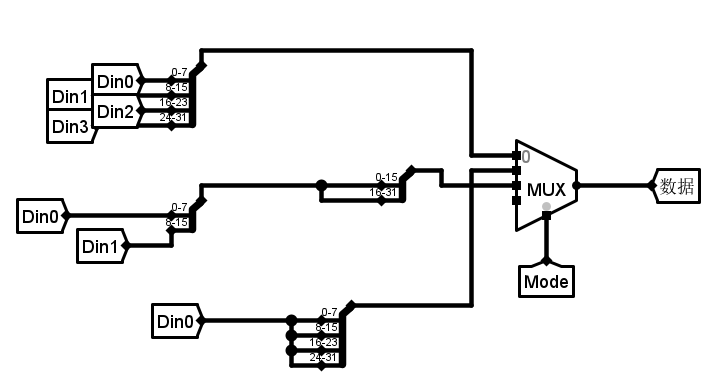 0-7
Din0
8-15
Din1
16-23
Din2
24-31
Din3
0
0-15
16-31
MUX
数据
0-7
Din0
8-15
Din1
Mode
0-7
Din0
8-15
16-23
24-31